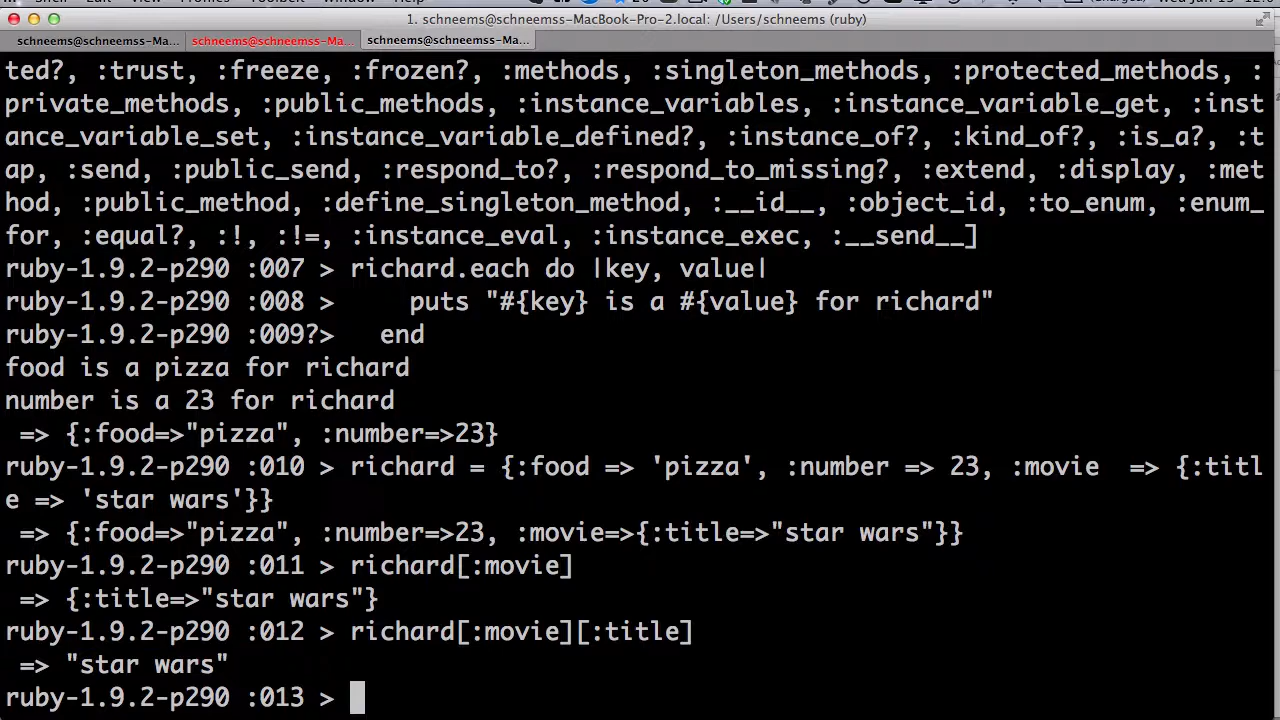 1. schneems@schneemss-MacBook-Pro-2.local: /Users/schneems (ruby)
schneems@schneemss-Ma... schneems@schneemss-Ma... schneems@schneemss-Ma...
ted?, :trust, :freeze, :frozen?, :methods, :singleton_methods, :protected_methods, :
private_methods, :public_methods, :instance_variables, :instance_variable_get, :inst
ance_variable_set, :instance_variable_defined?, :instance_of?, :kind_of?, :is_a?, :t
ap, :send, :public_send, :respond_to?, :respond_to_missing?, :extend, :display, :met
hod, :public_method, :define_singleton_method, :__id__, :object_id, :to_enum, :enum_
for, :equal?, :!, :!=, :instance_eval, :instance_exec, :__send__]
ruby-1.9.2-p290 :007 > richard.each do |key, value|
ruby-1.9.2-p290 :008 >     puts "#{key} is a #{value} for richard"
ruby-1.9.2-p290 :009?>   end
food is a pizza for richard
number is a 23 for richard
 => {:food=>"pizza", :number=>23}
ruby-1.9.2-p290 :010 > richard = {:food => 'pizza', :number => 23, :movie  => {:titl
e => 'star wars'}}
 => {:food=>"pizza", :number=>23, :movie=>{:title=>"star wars"}}
ruby-1.9.2-p290 :011 > richard[:movie]
 => {:title=>"star wars"}
ruby-1.9.2-p290 :012 > richard[:movie][:title]
 => "star wars"
ruby-1.9.2-p290 :013 >